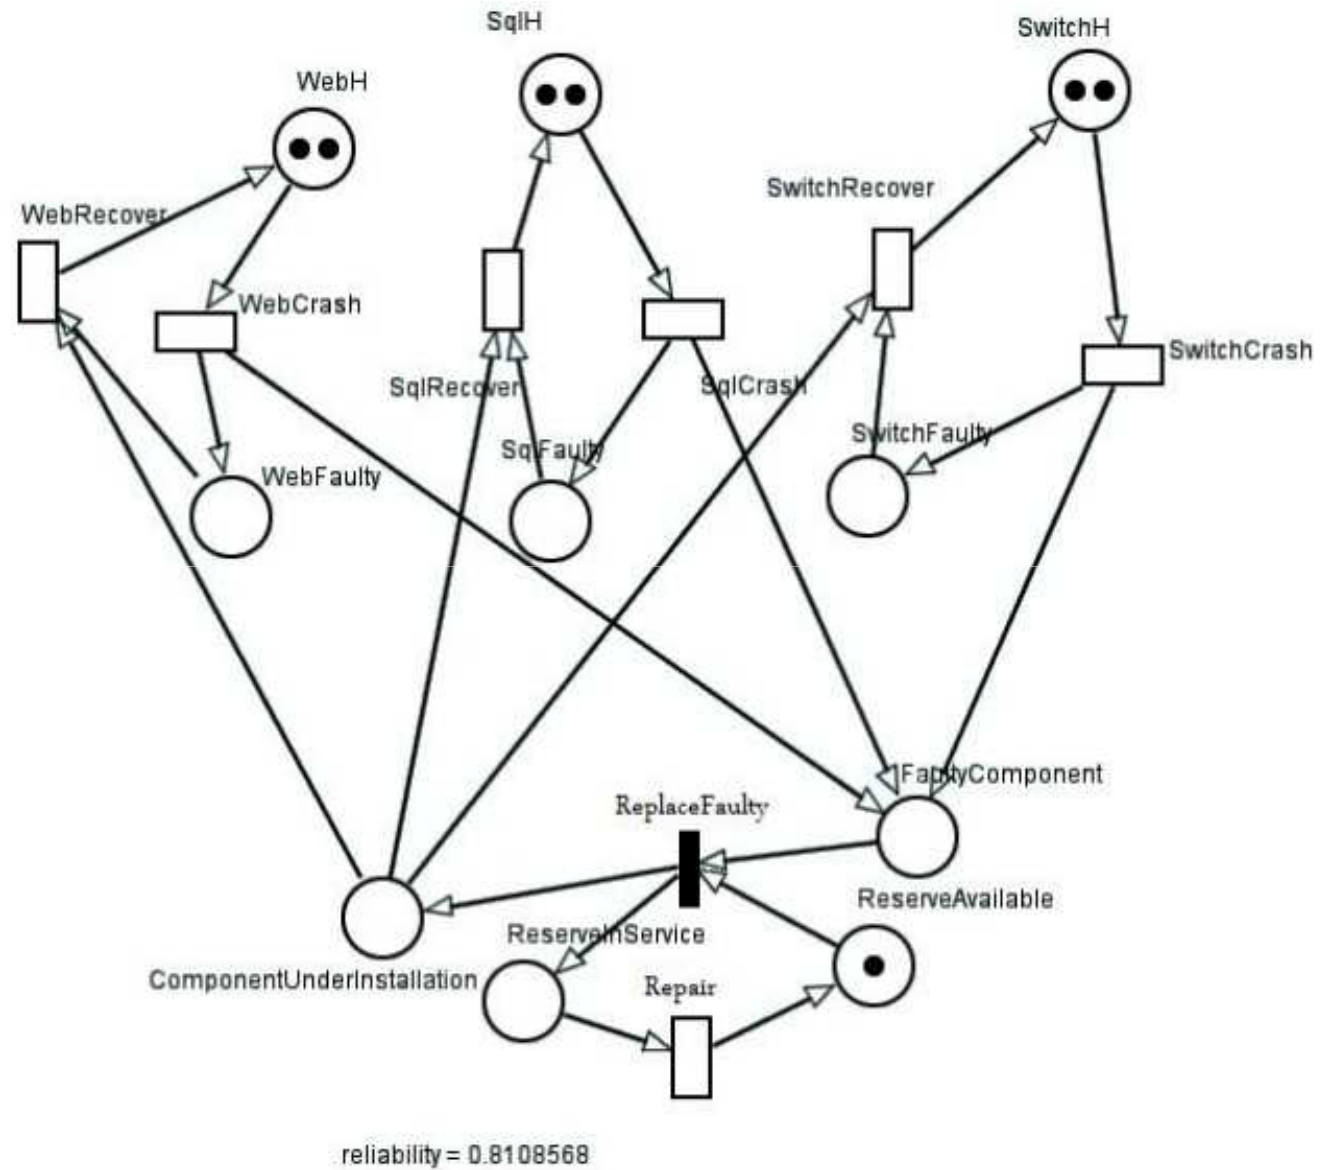 SqlH
SwitchH
WebH
SwitchRecover
WebRecover
WebCrash
SwitchCrash
SqlRecover
SqlCrash
SwitchFaulty
SqlFaulty
WebFaulty
FaultyComponent
ReplaceFaulty
ReserveAvailable
ReserveInService
ComponentUnderInstallation
Repair
reliability = 0.8108568